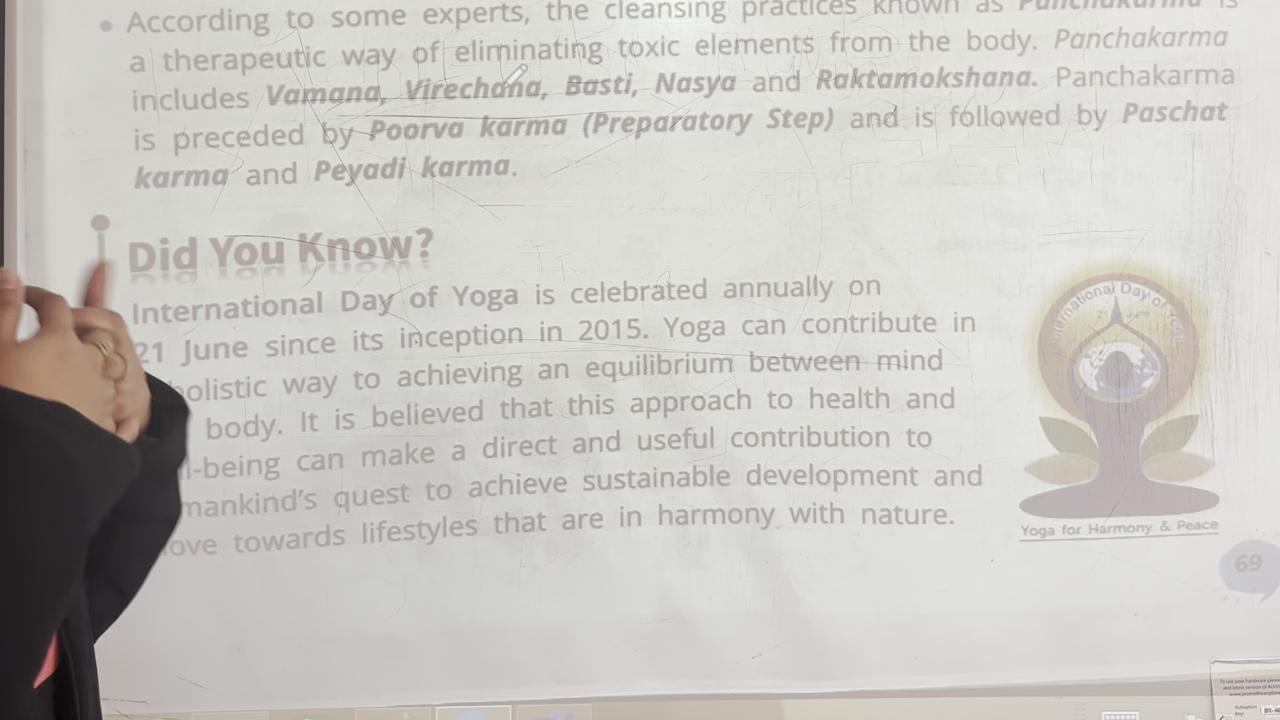 According to some experts, the cleansing practices known as Panchakarma is
a therapeutic way of eliminating toxic elements from the body. Panchakarma
includes Vamana, Virechana, Basti, Nasya and Raktamokshana. Panchakarma
is preceded by Poorva karma (Preparatory Step) and is followed by Paschat
karma and Peyadi karma.
Did You Know?
International Day of Yoga is celebrated annually on
21 June since its inception in 2015. Yoga can contribute in
holistic way to achieving an equilibrium between mind
body. It is believed that this approach to health and
l-being can make a direct and useful contribution to
mankind's quest to achieve sustainable development and
ove towards lifestyles that are in harmony with nature.
International Day of
Yoga for Harmony & Peace
69